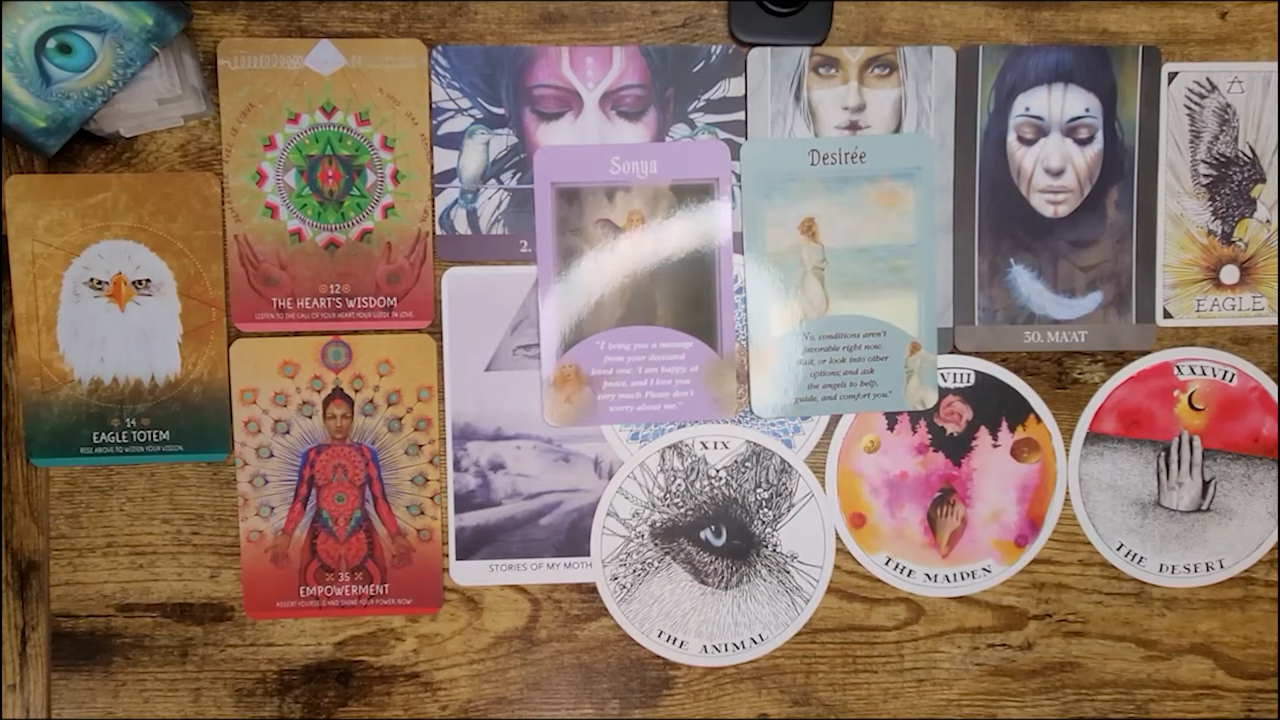 14
EAGLE TOTEM
RISE ABOVE TO WIDEN YOUR VISION
12
THE HEART'S WISDOM
LISTEN TO THE CALL OF YOUR HEART, YOUR GUIDE IN LOVE
35
EMPOWERMENT
ASSERT YOURSELF AND SHINE YOUR POWER NOW!
2.
STORIES OF MY MOTH
Sonya
"I bring you a message
from your deceased
loved one: 'I am happy, at
peace, and I love you
very much. Please don't
worry about me.'"
Desirée
"No, conditions aren't
favorable right now.
Wait, or look into other
options; and ask
the angels to help,
guide, and comfort you."
XIX
THE ANIMAL
VIII
THE MAIDEN
30. MA'AT
EAGLE
XXXVII
THE DESERT